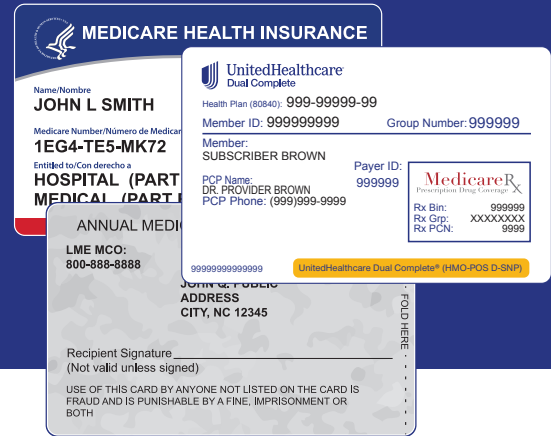 MEDICARE HEALTH INSURANCE
Name/Nombre
JOHN L SMITH
Medicare Number/Número de Medicar
1EG4-TE5-MK72
Entitled to/Con derecho a
HOSPITAL (PART
MEDICAL (PART
UnitedHealthcare®
Dual Complete
Health Plan (80840): 999-99999-99
Member ID: 999999999 Group Number: 999999
Member:
SUBSCRIBER BROWN
Payer ID:
999999
PCP Name:
DR. PROVIDER BROWN
PCP Phone: (999)999-9999
MedicareRx
Prescription Drug Coverage
Rx Bin: 999999
Rx Grp: XXXXXXXX
Rx PCN: 9999
99999999999999 UnitedHealthcare Dual Complete® (HMO-POS D-SNP)
ANNUAL MEDI
LME MCO:
800-888-8888
JOHN Q. PUBLIC
ADDRESS
CITY, NC 12345
FOLD HERE
Recipient Signature
(Not valid unless signed)
USE OF THIS CARD BY ANYONE NOT LISTED ON THE CARD IS
FRAUD AND IS PUNISHABLE BY A FINE, IMPRISONMENT OR
BOTH